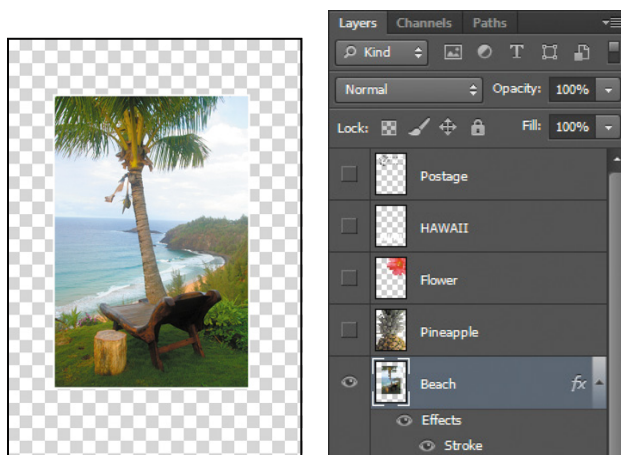 Layers Channels Paths
Kind T
Normal Opacity: 100%
Lock: Fill: 100%
Postage
HAWAII
Flower
Pineapple
Beach fx
Effects
Stroke